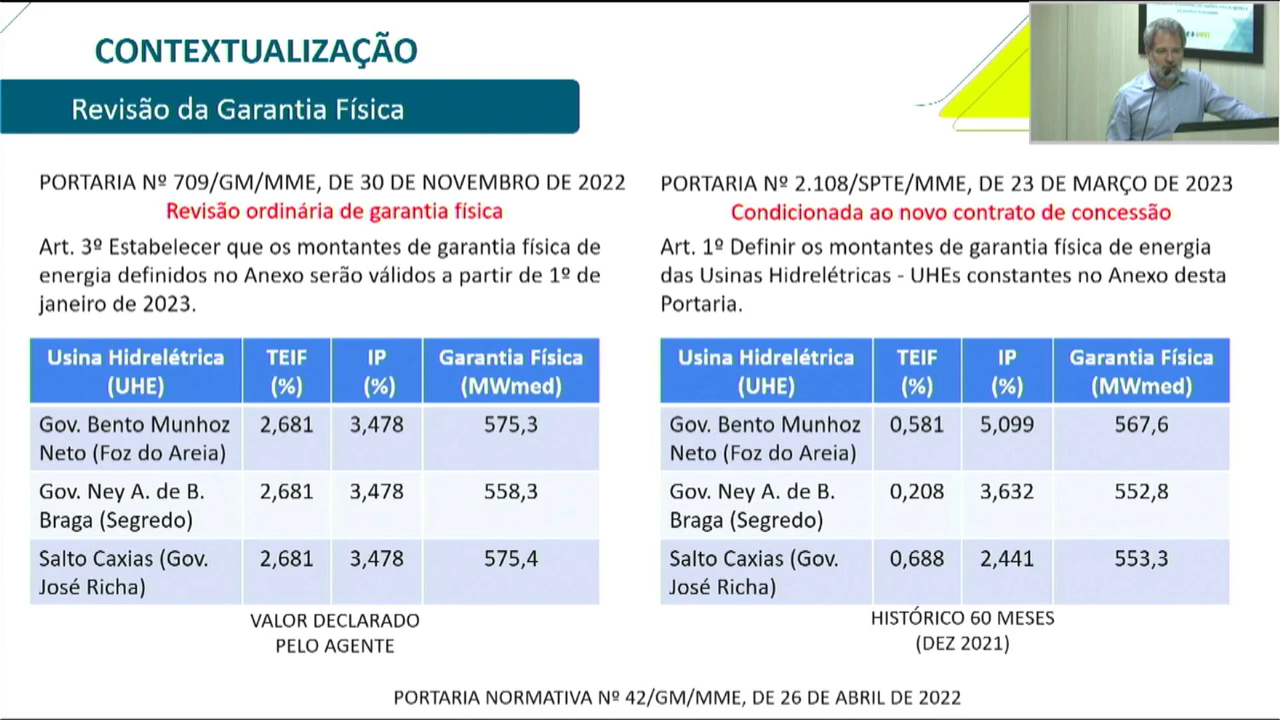 CONTEXTUALIZAÇÃO
Revisão da Garantia Física
PORTARIA Nº 709/GM/MME, DE 30 DE NOVEMBRO DE 2022
Revisão ordinária de garantia física
Art. 3º Estabelecer que os montantes de garantia física de
energia definidos no Anexo serão válidos a partir de 1º de
janeiro de 2023.
Usina Hidrelétrica TEIF IP Garantia Física
(UHE) (%) (%) (MWmed)
Gov. Bento Munhoz 2,681 3,478 575,3
Neto (Foz do Areia)
Gov. Ney A. de B. 2,681 3,478 558,3
Braga (Segredo)
Salto Caxias (Gov. 2,681 3,478 575,4
José Richa)
VALOR DECLARADO
PELO AGENTE
PORTARIA Nº 2.108/SPTE/MME, DE 23 DE MARÇO DE 2023
Condicionada ao novo contrato de concessão
Art. 1º Definir os montantes de garantia física de energia
das Usinas Hidrelétricas - UHEs constantes no Anexo desta
Portaria.
Usina Hidrelétrica TEIF IP Garantia Física
(UHE) (%) (%) (MWmed)
Gov. Bento Munhoz 0,581 5,099 567,6
Neto (Foz do Areia)
Gov. Ney A. de B. 0,208 3,632 552,8
Braga (Segredo)
Salto Caxias (Gov. 0,688 2,441 553,3
José Richa)
HISTÓRICO 60 MESES
(DEZ 2021)
PORTARIA NORMATIVA Nº 42/GM/MME, DE 26 DE ABRIL DE 2022